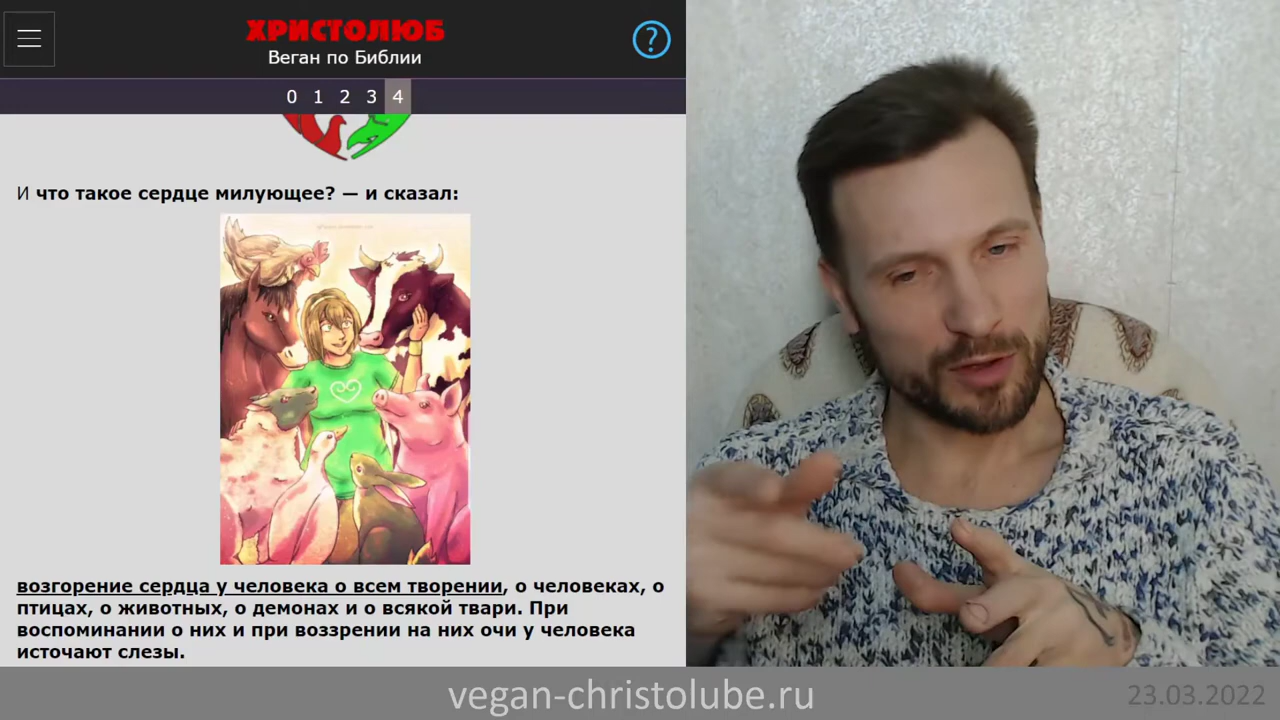 ХРИСТОЛЮБ
Веган по Библии
?
0 1 2 3 4
И что такое сердце милующее? — и сказал:
возгорение сердца у человека о всем творении, о человеках, о
птицах, о животных, о демонах и о всякой твари. При
воспоминании о них и при воззрении на них очи у человека
источают слезы.
vegan-christolube.ru
23.03.2022